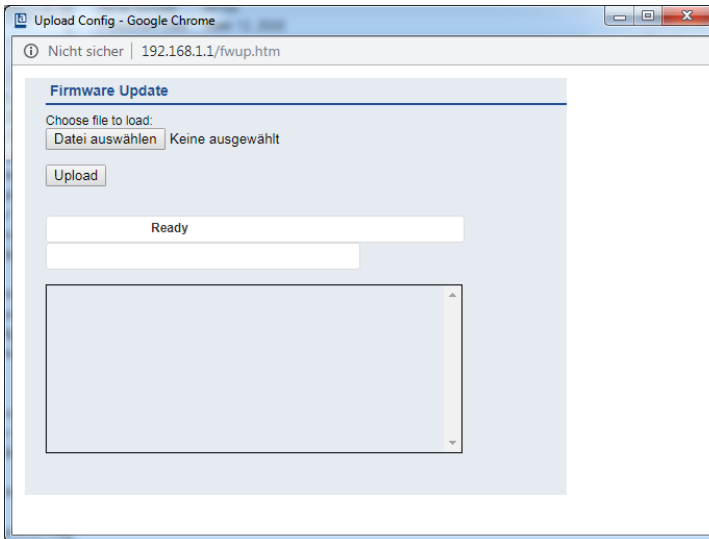 Upload Config - Google Chrome
Nicht sicher | 192.168.1.1/fwup.htm
Firmware Update
Choose file to load:
Datei auswählen Keine ausgewählt
Upload
Ready